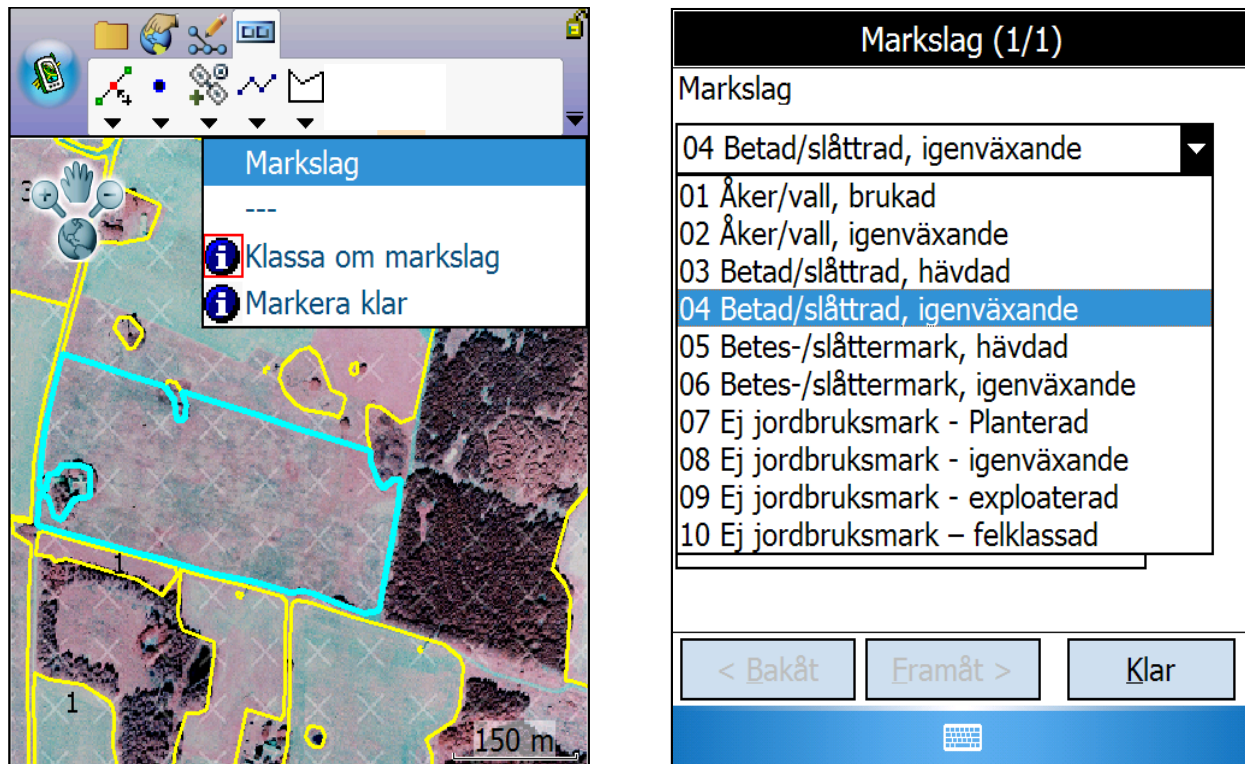 Markslag
---
Klassa om markslag
Markera klar
3
1
1
150 m
Markslag (1/1)
Markslag
04 Betad/slåttrad, igenväxande
01 Åker/vall, brukad
02 Åker/vall, igenväxande
03 Betad/slåttrad, hävdad
04 Betad/slåttrad, igenväxande
05 Betes-/slåttermark, hävdad
06 Betes-/slåttermark, igenväxande
07 Ej jordbruksmark - Planterad
08 Ej jordbruksmark - igenväxande
09 Ej jordbruksmark - exploaterad
10 Ej jordbruksmark – felklassad
< Bakåt
Framåt >
Klar